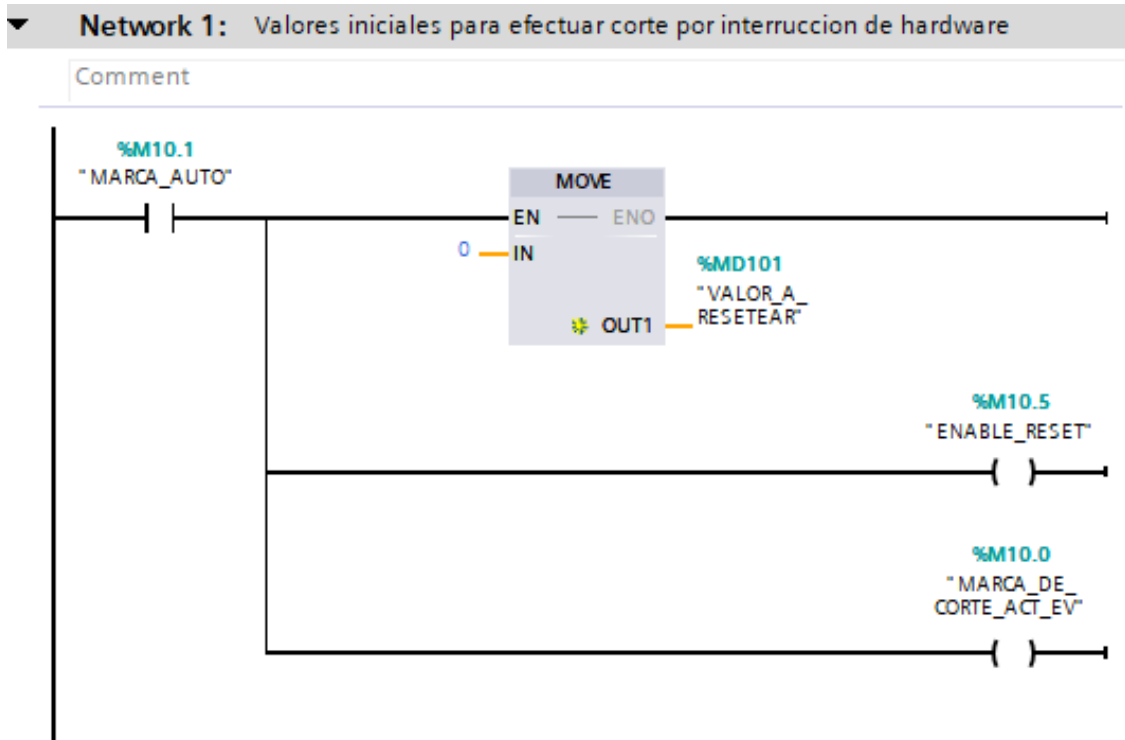 Network 1: Valores iniciales para efectuar corte por interruccion de hardware
Comment
%M10.1
"MARCA_AUTO"
MOVE
EN ENO
0 IN
%MD101
"VALOR_A_
RESETEAR"
OUT1
%M10.5
"ENABLE_RESET"
%M10.0
"MARCA_DE_
CORTE_ACT_EV"